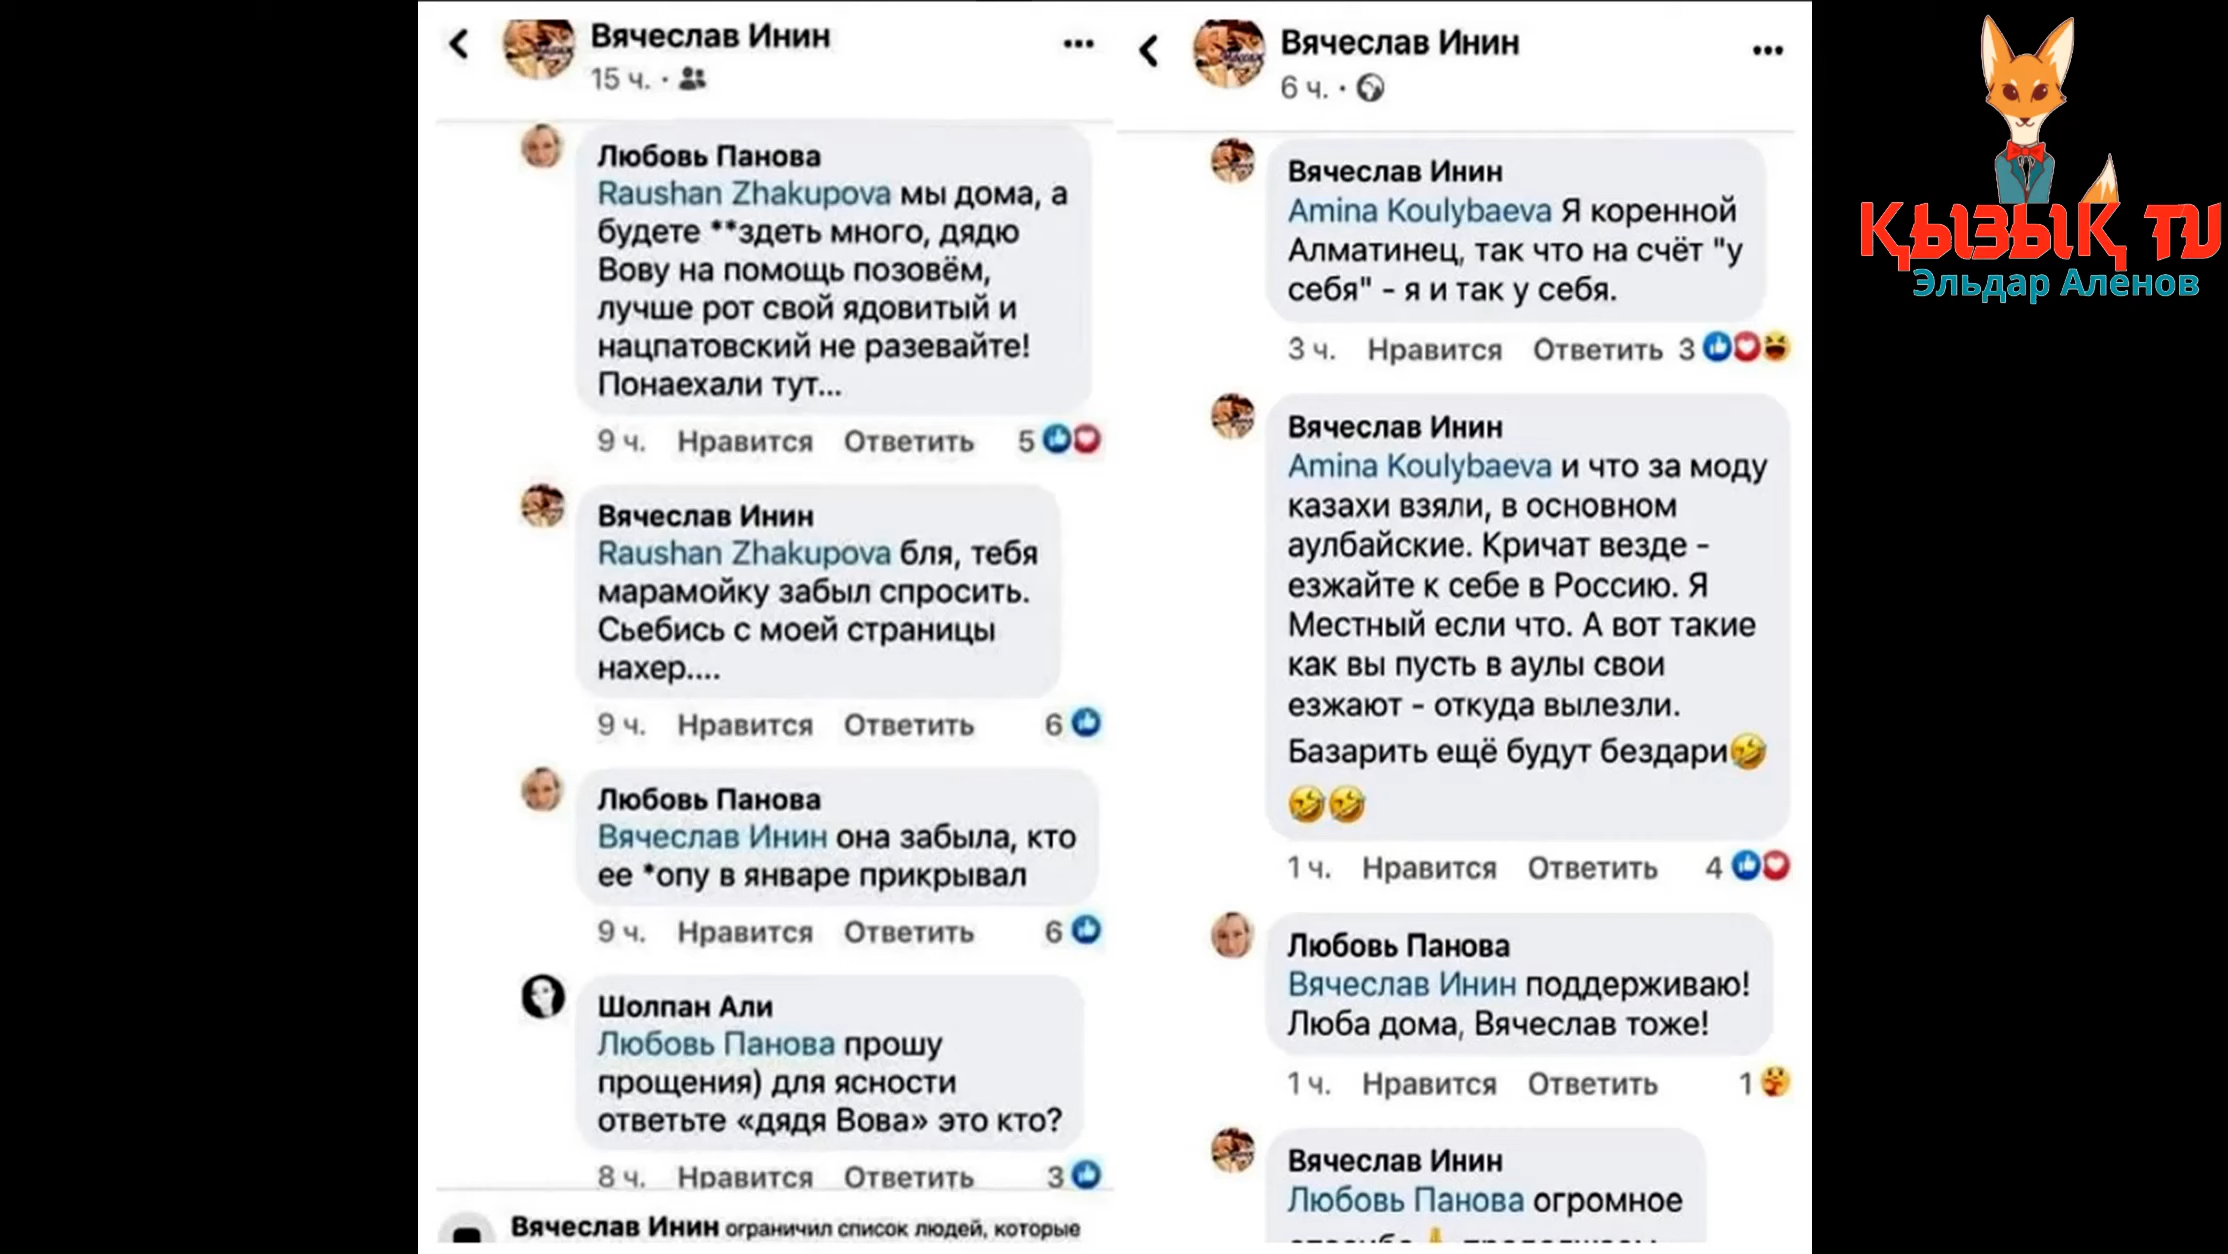 Вячеслав Инин
15 ч.
Любовь Панова
Raushan Zhakupova мы дома, а
будете **здеть много, дядю
Вову на помощь позовём,
лучше рот свой ядовитый и
нацпатовский не разевайте!
Понаехали тут...
9 ч. Нравится Ответить 5
Вячеслав Инин
Raushan Zhakupova бля, тебя
марамойку забыл спросить.
Сьебись с моей страницы
нахер....
9 ч. Нравится Ответить 6
Любовь Панова
Вячеслав Инин она забыла, кто
ее *опу в январе прикрывал
9 ч. Нравится Ответить 6
Шолпан Али
Любовь Панова прошу
прощения) для ясности
ответьте «дядя Вова» это кто?
8 ч. Нравится Ответить 3
Вячеслав Инин ограничил список людей, которые
Вячеслав Инин
6 ч.
Вячеслав Инин
Amina Koulybaeva Я коренной
Алматинец, так что на счёт "у
себя" - я и так у себя.
3 ч. Нравится Ответить 3
Вячеслав Инин
Amina Koulybaeva и что за моду
казахи взяли, в основном
аулбайские. Кричат везде -
езжайте к себе в Россию. Я
Местный если что. А вот такие
как вы пусть в аулы свои
езжают - откуда вылезли.
Базарить ещё будут бездари🤣
🤣🤣
1 ч. Нравится Ответить 4
Любовь Панова
Вячеслав Инин поддерживаю!
Люба дома, Вячеслав тоже!
1 ч. Нравится Ответить 1
Вячеслав Инин
Любовь Панова огромное
ҚЫЗЫҚ TV
Эльдар Аленов